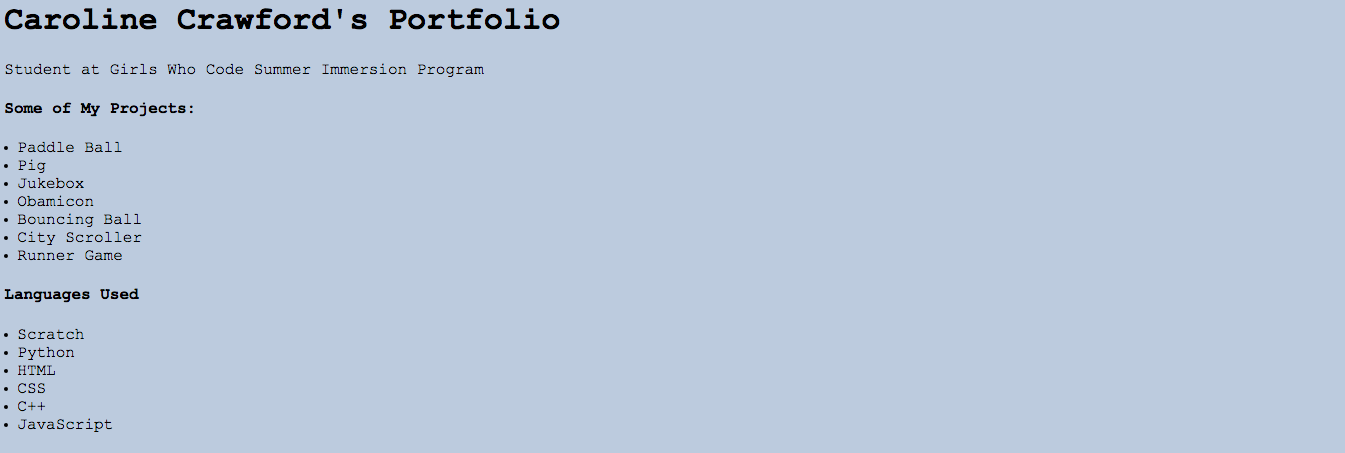 Caroline Crawford's Portfolio
Student at Girls Who Code Summer Immersion Program
Some of My Projects:
• Paddle Ball
• Pig
• Jukebox
• Obamicon
• Bouncing Ball
• City Scroller
• Runner Game
Languages Used
• Scratch
• Python
• HTML
• CSS
• C++
• JavaScript